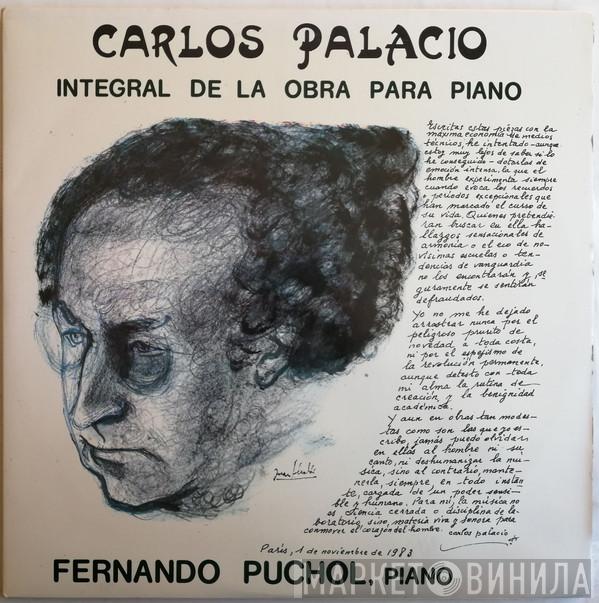 CARLOS PALACIO
INTEGRAL DE LA OBRA PARA PIANO
Escritas estas piezas con la
máxima economía de medios
técnicos, he intentado -aunque
estoy muy lejos de saber si lo
he conseguido- dotarlas de
emoción intensa, la que el
hombre experimenta siempre
cuando evoca los recuerdos
o períodos excepcionales que
han marcado el curso de
su vida. Quienes pretendie-
ran buscar en ella ha-
llazgos sensacionales de
armonía o el eco de no-
vísimas escuelas o ten-
dencias de vanguardia
no los encontrarán y, se-
guramente se sentirán
defraudados.
Yo no me he dejado
arrastrar nunca por el
peligroso prurito de
novedad, a toda costa,
ni por el espejismo de
la revolución permanente,
aunque detesto con toda
mi alma la rutina de
creación y la benignidad
académica.
Y aun en obras tan modes-
tas como son las que yo es-
cribo, jamás puedo olvidar,
en ellas al hombre ni su
canto, ni deshumanizar la mú-
sica, sino al contrario, mante-
nerla, siempre, en todo instan
te, cargada de un poder sensi-
ble y humano. Para mí, la música no
es ciencia cerrada o disciplina de la-
boratorio, sino, materia viva y sonora para
conmover el corazón del hombre.
carlos palacio
París, 1 de noviembre de 1983
FERNANDO PUCHOL, PIANO
МАРКЕТ ВИНИЛА